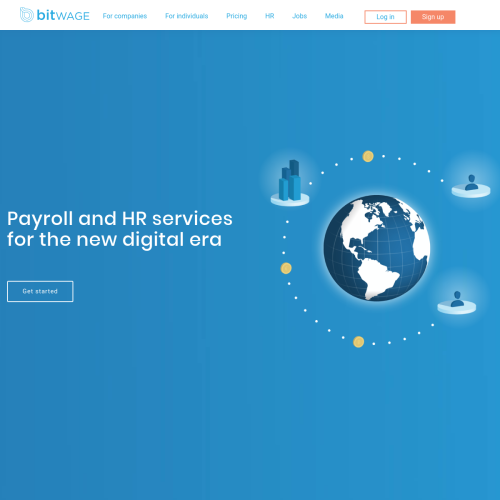 bitWAGE For companies For individuals Pricing HR Jobs Media Log in Sign up
Payroll and HR services
for the new digital era
Get started